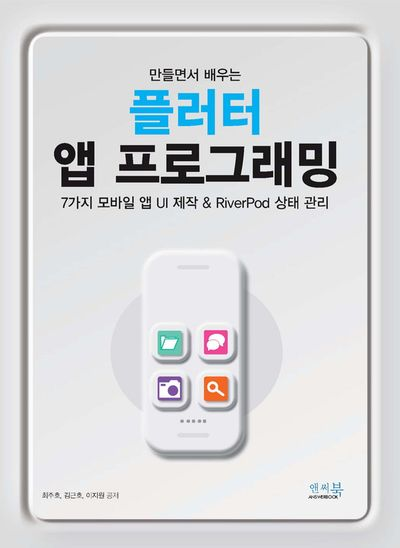 만들면서 배우는
플러터
앱 프로그래밍
7가지 모바일 앱 UI 제작 & RiverPod 상태 관리
최주호, 김근호, 이지원 공저
앤써북
ANSWERBOOK